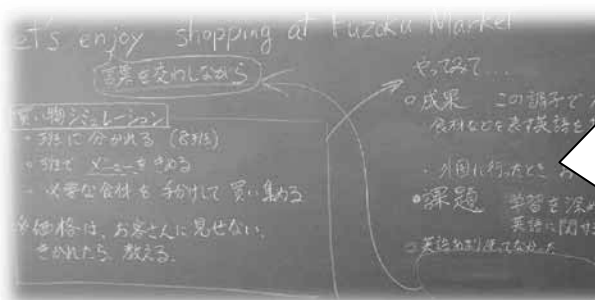 et's enjoy shopping at Fuzoku Market
言葉を交わしながら
買い物シミュレーション
・班に分かれる (8班)
・班で メニューをきめる
・必要な食材を手分けして買い集める
※価格は、お客さんに見せない。
きかれたら、教える。
やってみて…
○成果 この調子で
食材などを表す英語を
・外国に行ったとき
●課題 学習を深め
英語に関す
英語あまり使ってなかった